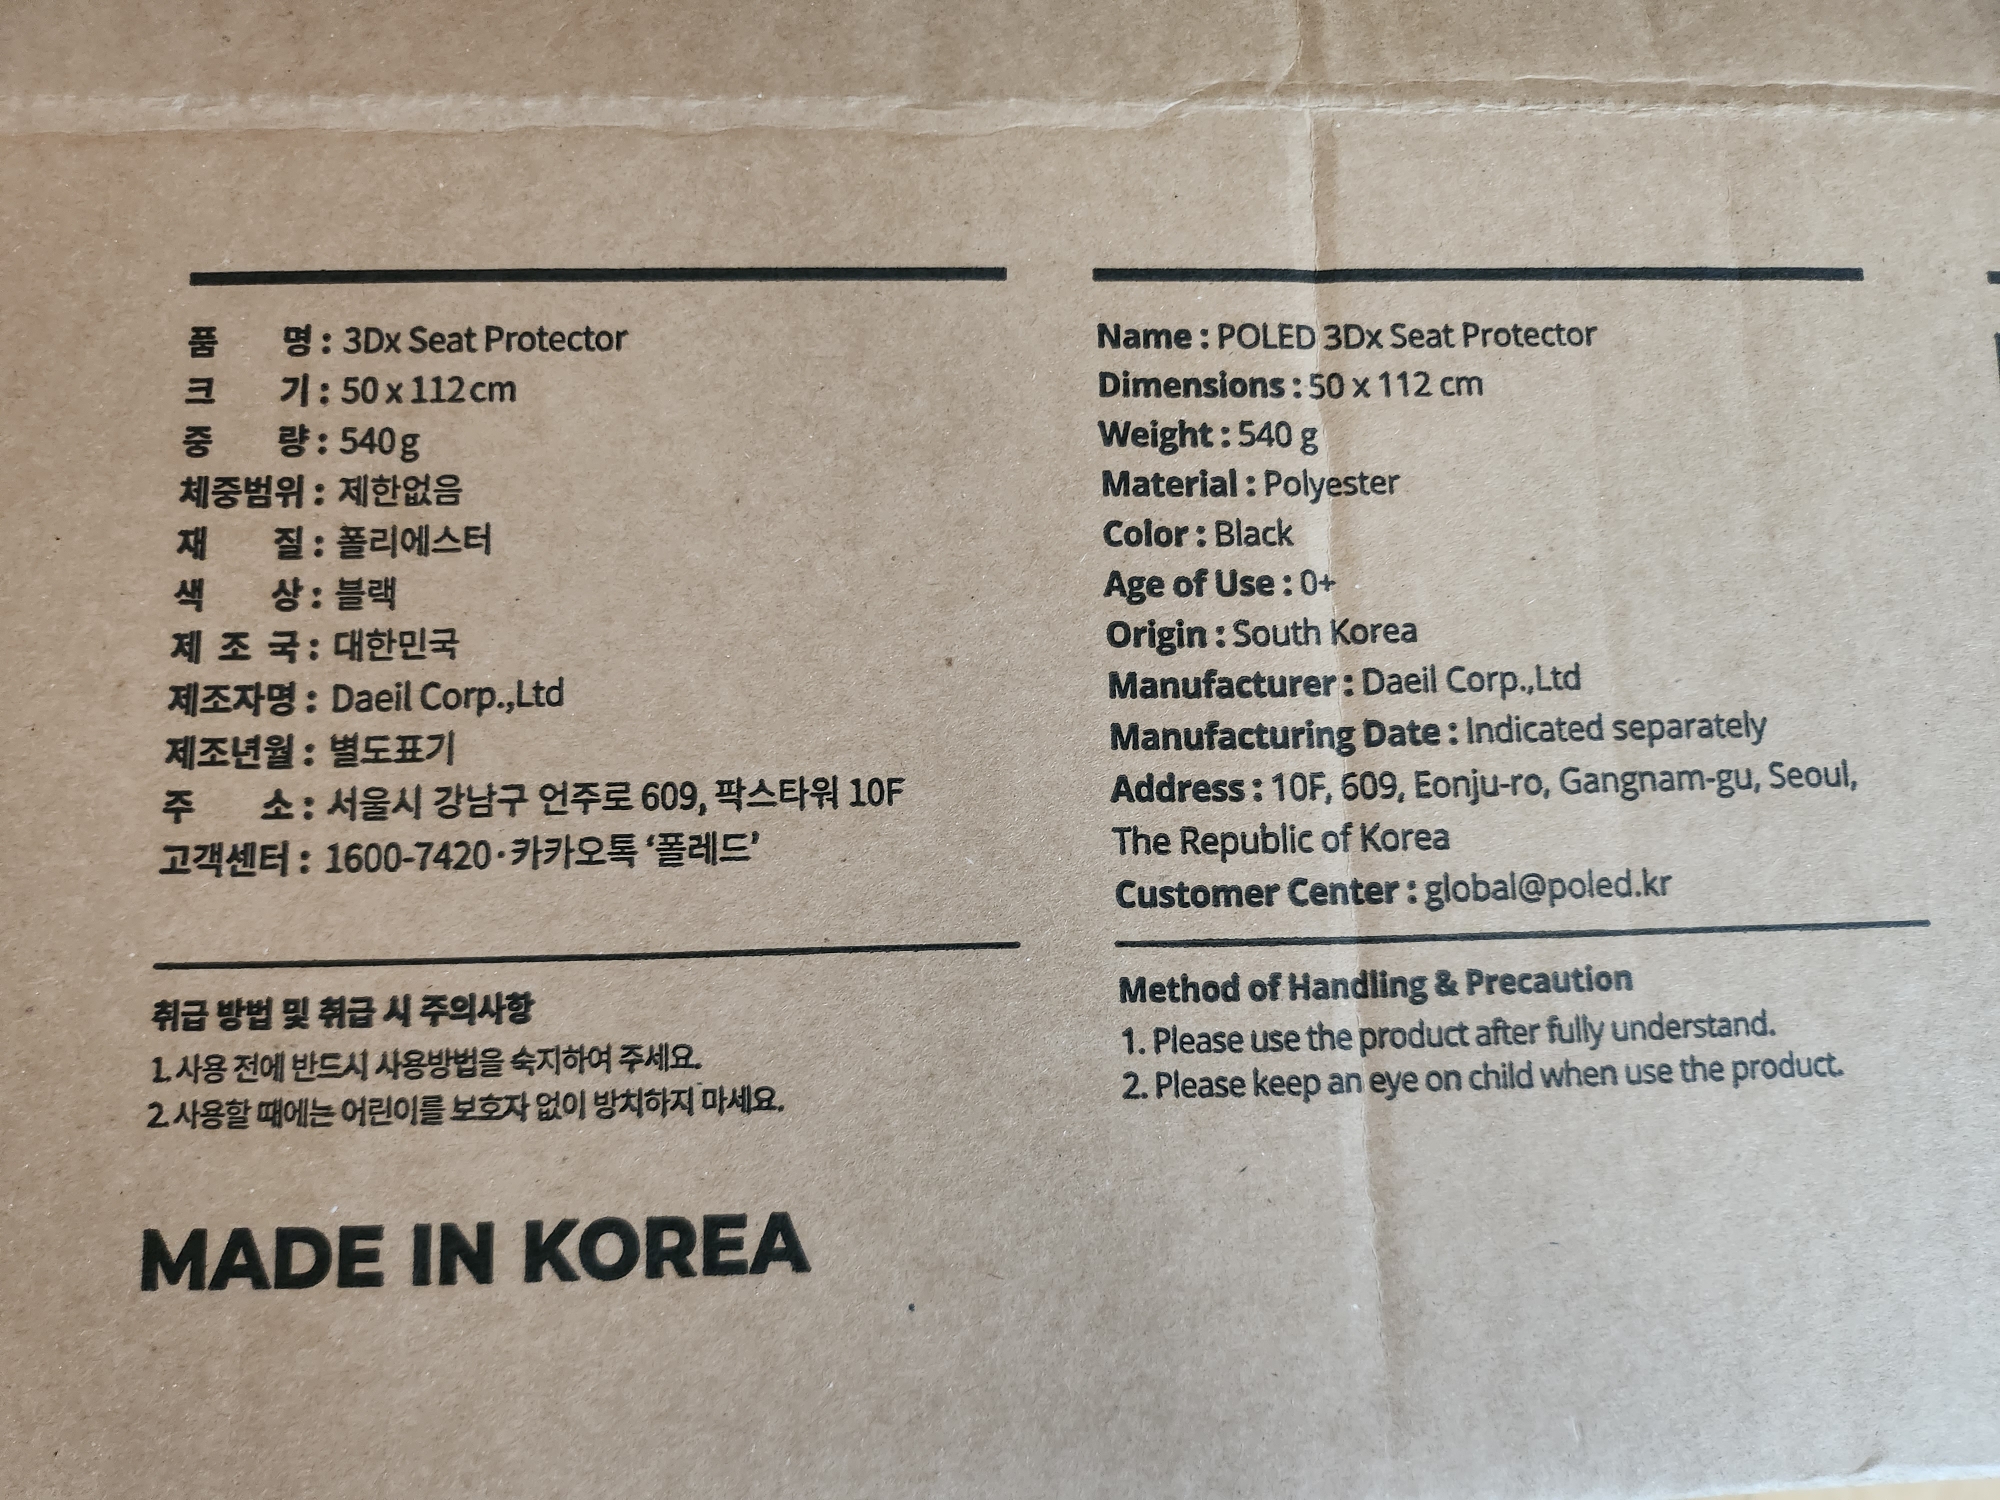 품 명 : 3Dx Seat Protector
크 기 : 50 x 112cm
중 량 : 540g
체중범위 : 제한없음
재 질 : 폴리에스터
색 상 : 블랙
제 조 국 : 대한민국
제조자명 : Daeil Corp.,Ltd
제조년월 : 별도표기
주 소 : 서울시 강남구 언주로 609, 팍스타워 10F
고객센터 : 1600-7420·카카오톡 ‘폴레드’
취급 방법 및 취급 시 주의사항
1. 사용 전에 반드시 사용방법을 숙지하여 주세요.
2. 사용할 때에는 어린이를 보호자 없이 방치하지 마세요.
MADE IN KOREA
Name : POLED 3Dx Seat Protector
Dimensions : 50 x 112 cm
Weight : 540 g
Material : Polyester
Color : Black
Age of Use : 0+
Origin : South Korea
Manufacturer : Daeil Corp.,Ltd
Manufacturing Date : Indicated separately
Address : 10F, 609, Eonju-ro, Gangnam-gu, Seoul,
The Republic of Korea
Customer Center : global@poled.kr
Method of Handling & Precaution
1. Please use the product after fully understand.
2. Please keep an eye on child when use the product.